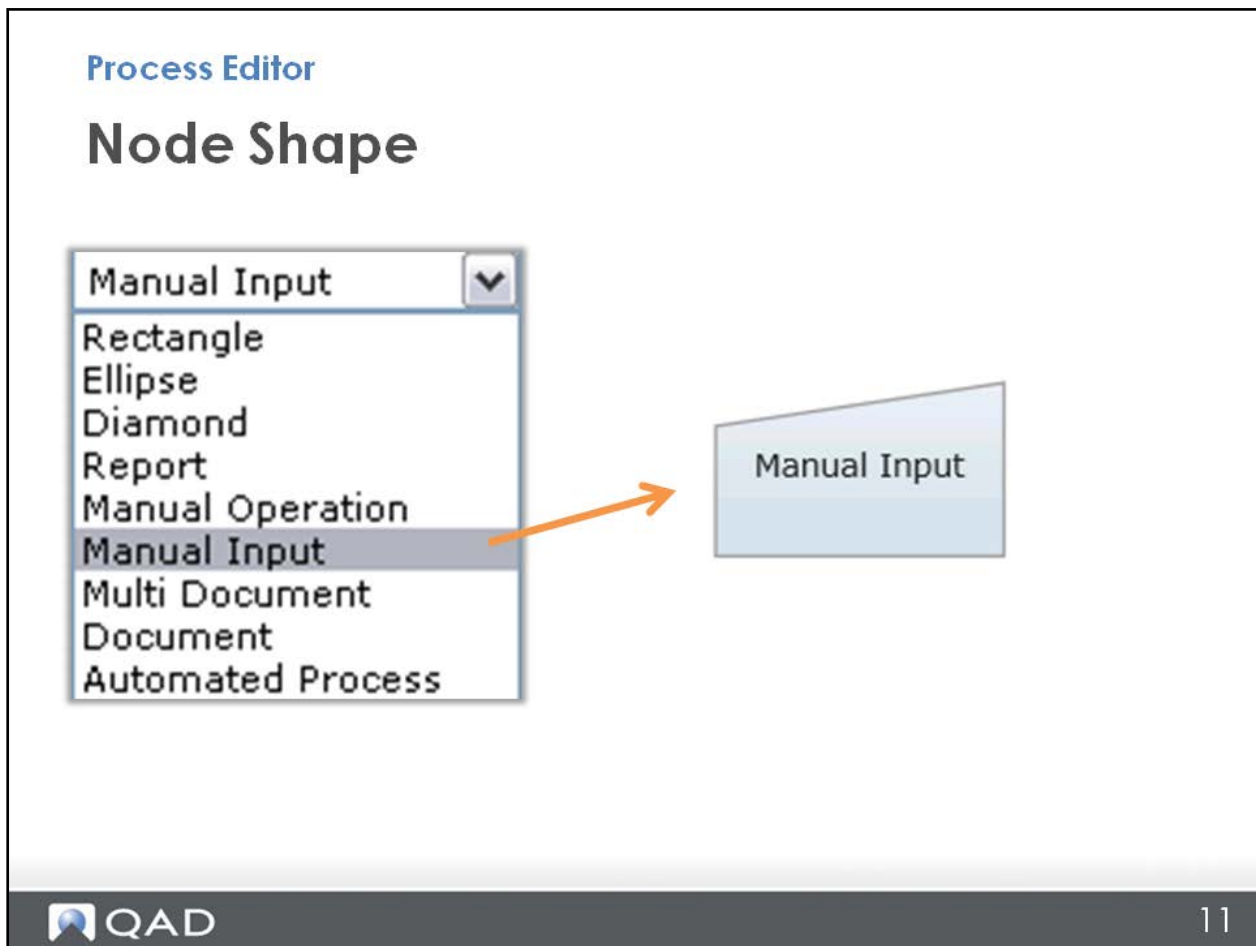 Process Editor
Node Shape
Manual Input
Rectangle
Ellipse
Diamond
Report
Manual Operation
Manual Input
Multi Document
Document
Automated Process
Manual Input
QAD
11